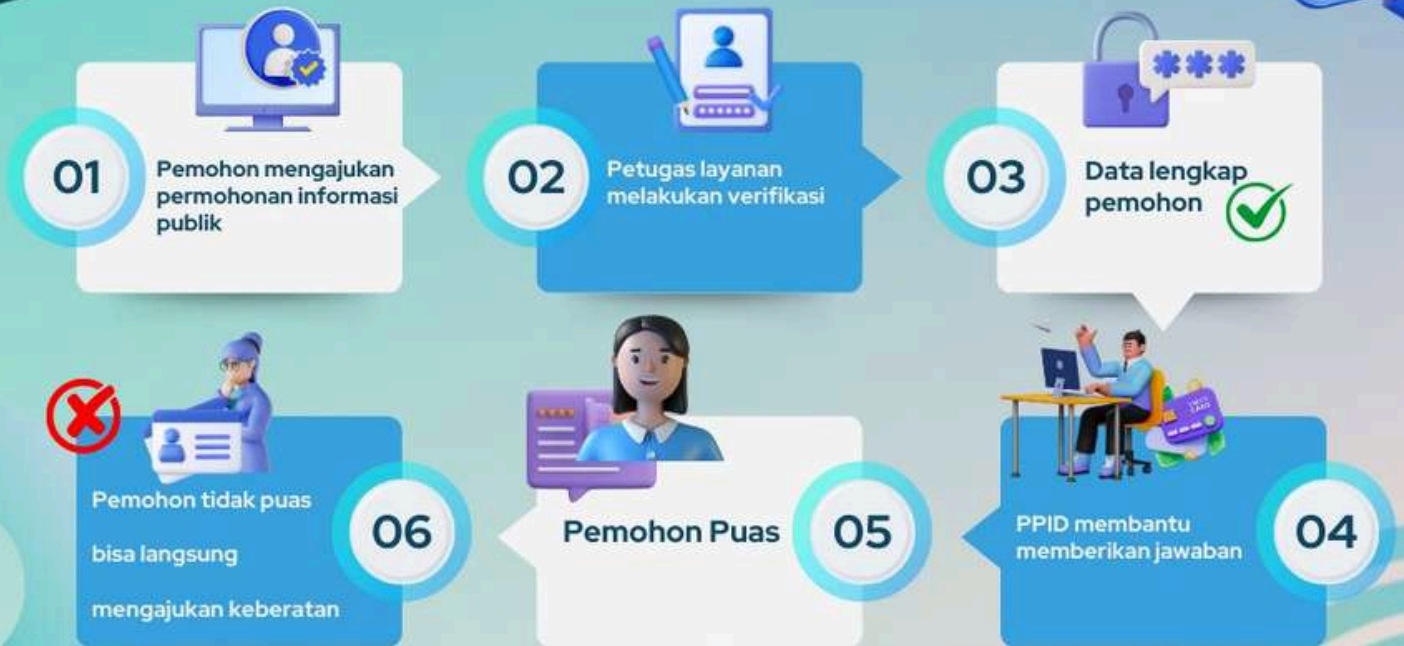 01
Pemohon mengajukan
permohonan informasi
publik
02
Petugas layanan
melakukan verifikasi
03
Data lengkap
pemohon
04
PPID membantu
memberikan jawaban
05
Pemohon Puas
06
Pemohon tidak puas
bisa langsung
mengajukan keberatan